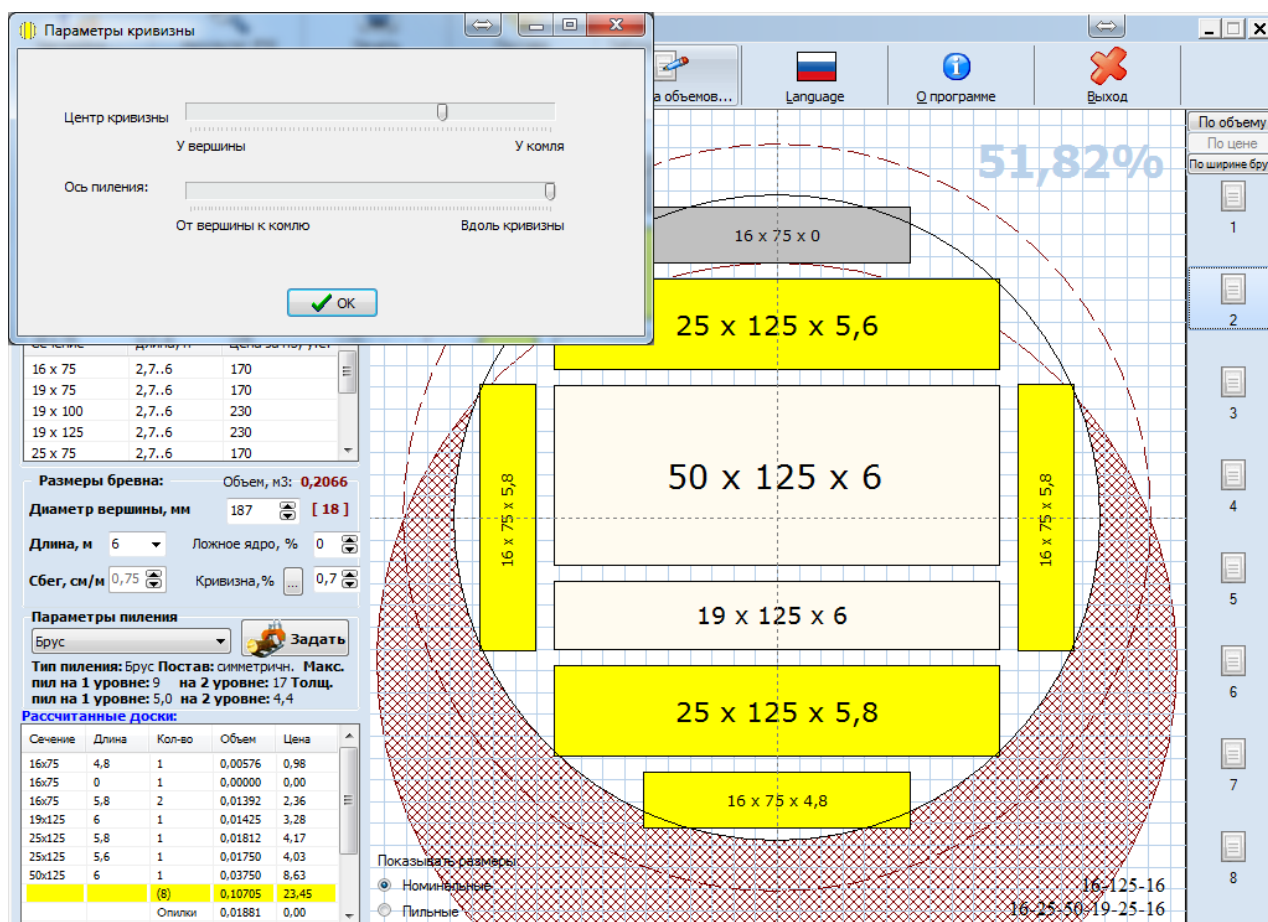 Параметры кривизны
Центр кривизны
У вершины У комля
Ось пиления:
От вершины к комлю Вдоль кривизны
OK
а объемов...
Language
О программе
Выход
51,82%
По объему
По цене
По ширине бру
1
2
3
4
5
6
7
8
16 x 75 x 0
25 x 125 x 5,6
50 x 125 x 6
16 x 75 x 5,8
16 x 75 x 5,8
19 x 125 x 6
25 x 125 x 5,8
16 x 75 x 4,8
16 x 75 2,7..6 170
19 x 75 2,7..6 170
19 x 100 2,7..6 230
19 x 125 2,7..6 230
25 x 75 2,7..6 170
Размеры бревна: Объем, м3: 0,2066
Диаметр вершины, мм 187 [ 18 ]
Длина, м 6 Ложное ядро, % 0
Сбег, см/м 0,75 Кривизна,% ... 0,7
Параметры пиления
Брус Задать
Тип пиления: Брус Постав: симметричн. Макс.
пил на 1 уровне: 9 на 2 уровне: 17 Толщ.
пил на 1 уровне: 5,0 на 2 уровне: 4,4
Рассчитанные доски:
Сечение Длина Кол-во Объем Цена
16x75 4,8 1 0,00576 0,98
16x75 0 1 0,00000 0,00
16x75 5,8 2 0,01392 2,36
19x125 6 1 0,01425 3,28
25x125 5,8 1 0,01812 4,17
25x125 5,6 1 0,01750 4,03
50x125 6 1 0,03750 8,63
(8) 0,10705 23,45
Опилки 0,01881 0,00
Показывать размеры:
Номинальные
Пильные
16-125-16
16-25-50-19-25-16